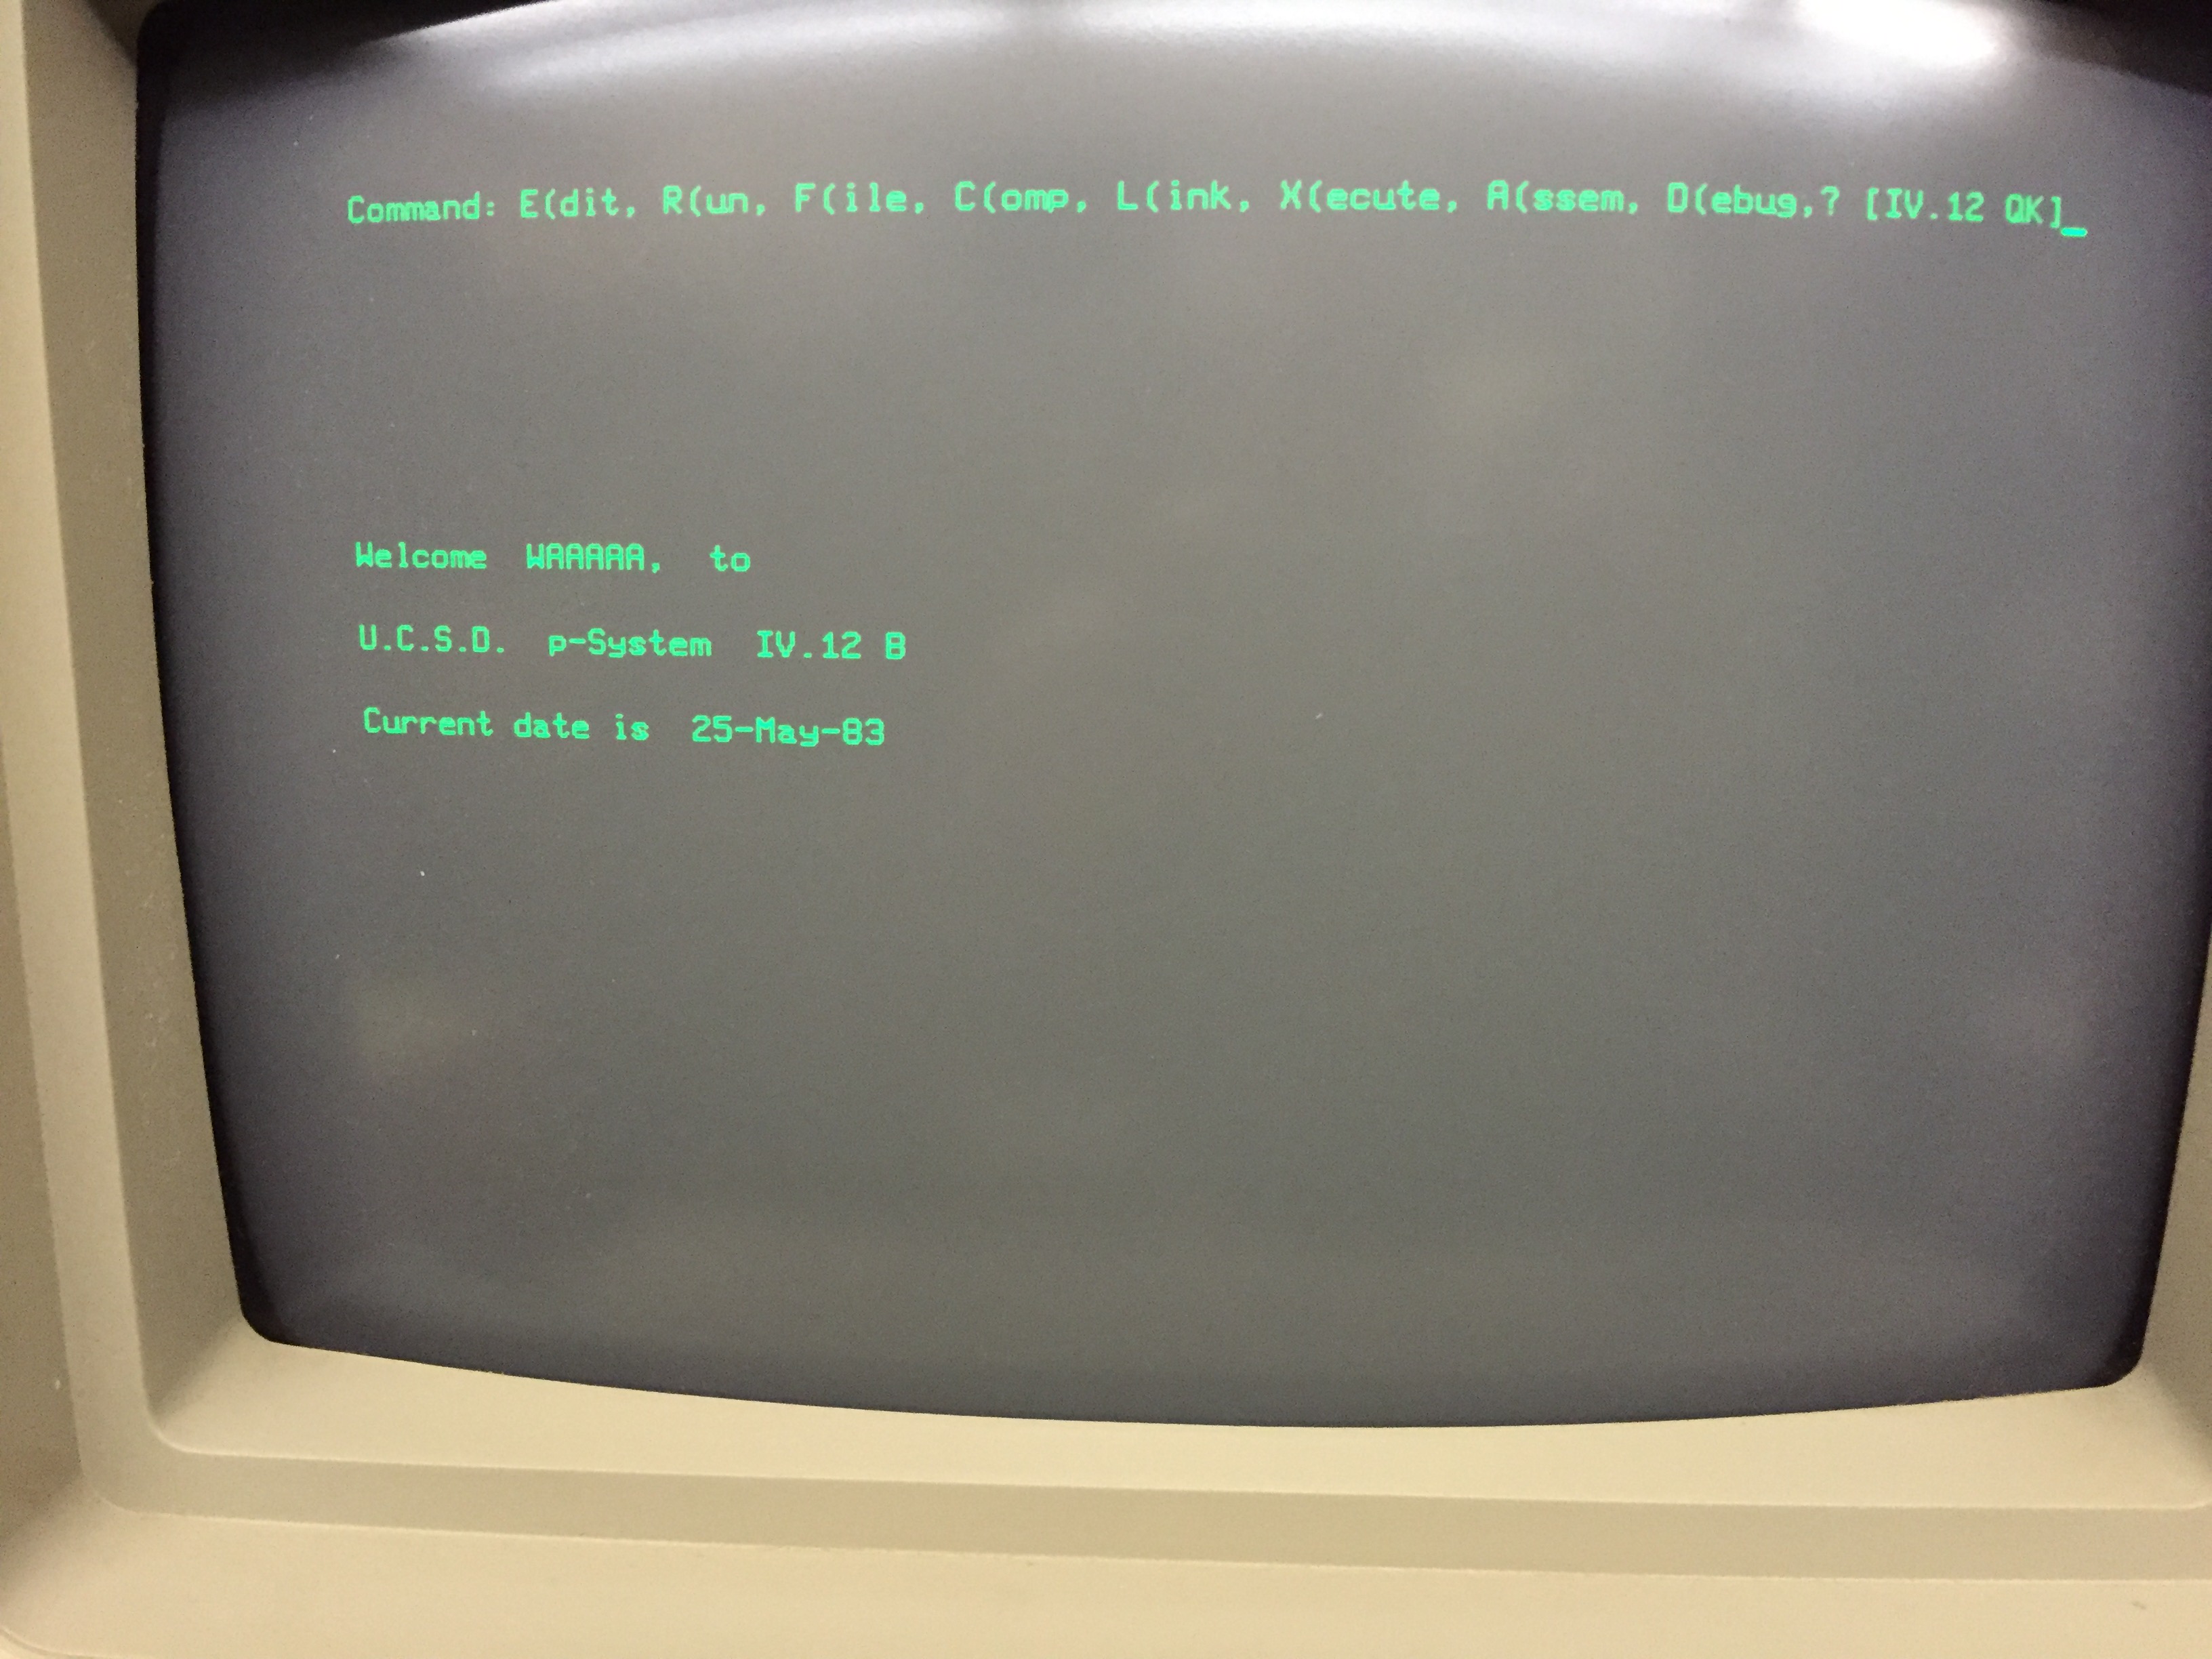 Command: E(dit, R(un, F(ile, C(omp, L(ink, X(ecute, A(ssem, D(ebug,? [IV.12 QK]_
Welcome  WAAAAA,  to
U.C.S.D.  p-System  IV.12 B
Current date is  25-May-83